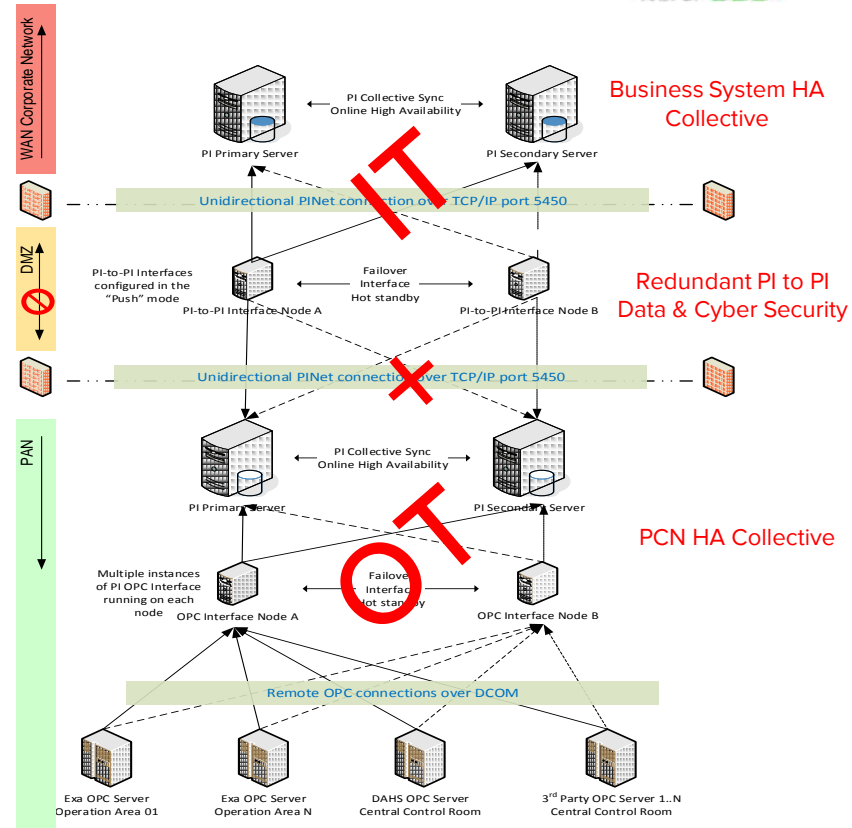 WAN Corporate Network
PI Collective Sync
Online High Availability
Business System HA
Collective
PI Primary Server
PI Secondary Server
IT
Unidirectional PINet connection over TCP/IP port 5450
DMZ
PI-to-PI Interfaces
configured in the
“Push” mode
Failover
Interface
Hot standby
Redundant PI to PI
Data & Cyber Security
PI-to-PI Interface Node A
PI-to-PI Interface Node B
Unidirectional PINet connection over TCP/IP port 5450
PAN
PI Collective Sync
Online High Availability
PI Primary Server
PI Secondary Server
OT
PCN HA Collective
Multiple instances
of PI OPC Interface
running on each
node
Failover
Interface
Hot standby
OPC Interface Node A
OPC Interface Node B
Remote OPC connections over DCOM
Exa OPC Server
Operation Area 01
Exa OPC Server
Operation Area N
DAHS OPC Server
Central Control Room
3rd Party OPC Server 1..N
Central Control Room